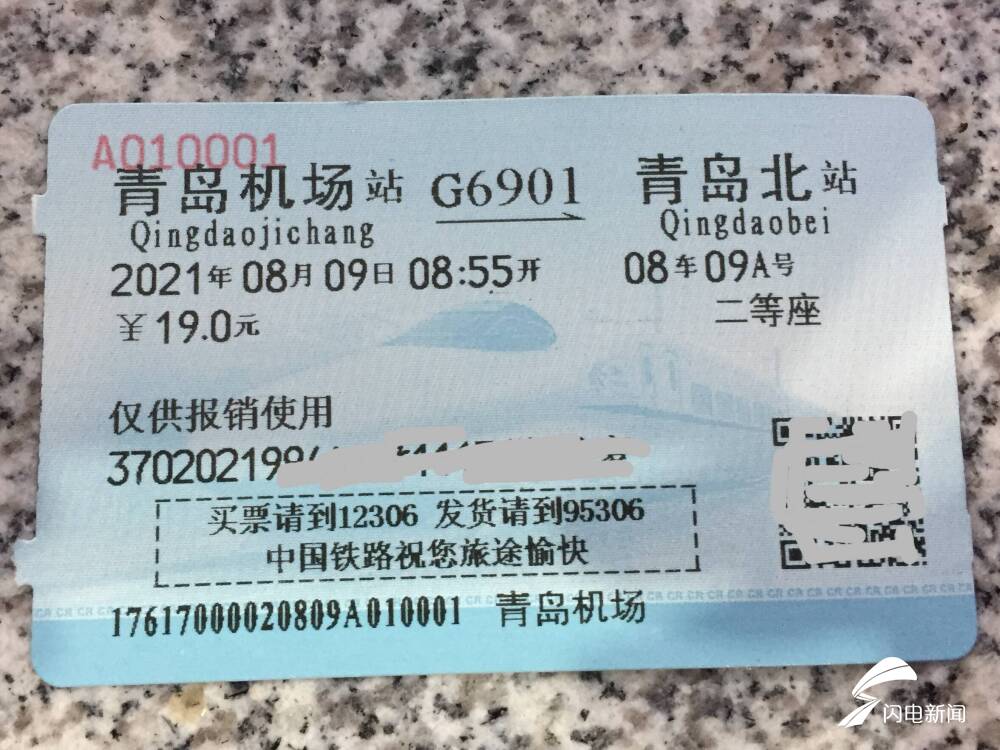 A010001
青岛机场站 G6901 青岛北站
Qingdaojichang Qingdaobei
2021年08月09日 08:55开 08车09A号
¥19.0元 二等座
仅供报销使用
3702021996
买票请到12306 发货请到95306
中国铁路祝您旅途愉快
17617000020809A010001 青岛机场
闪电新闻